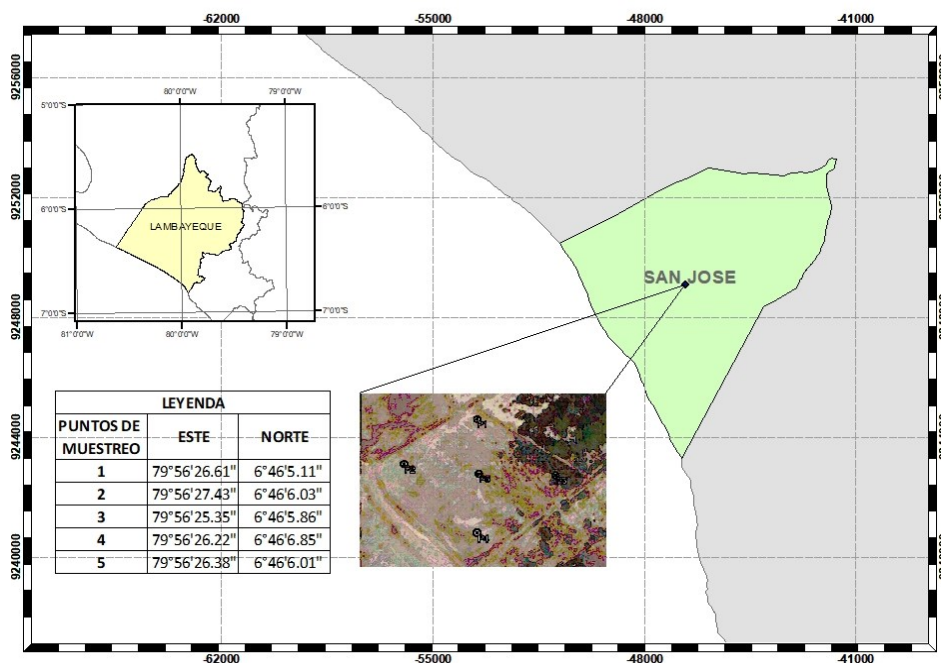 -62000 -55000 -48000 -41000
9256000
9252000
9248000
9244000
9240000
80°0'0"W 79°0'0"W
5°0'0"S
6°0'0"S 6°0'0"S
LAMBAYEQUE
7°0'0"S 7°0'0"S
81°0'0"W 80°0'0"W 79°0'0"W
SAN JOSE
LEYENDA
PUNTOS DE MUESTREO ESTE NORTE
1 79°56'26.61" 6°46'5.11"
2 79°56'27.43" 6°46'6.03"
3 79°56'25.35" 6°46'5.86"
4 79°56'26.22" 6°46'6.85"
5 79°56'26.38" 6°46'6.01"
-62000 -55000 -48000 -41000